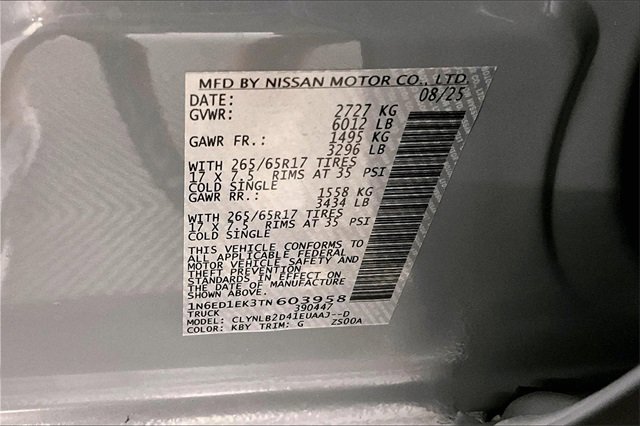 MFD BY NISSAN MOTOR CO., LTD.
DATE: 08/25
GVWR: 2727 KG
6012 LB
GAWR FR.: 1495 KG
3296 LB
WITH 265/65R17 TIRES
17 X 7.5 RIMS AT 35 PSI
COLD SINGLE
GAWR RR.: 1558 KG
3434 LB
WITH 265/65R17 TIRES
17 X 7.5 RIMS AT 35 PSI
COLD SINGLE
THIS VEHICLE CONFORMS TO
ALL APPLICABLE FEDERAL
MOTOR VEHICLE SAFETY AND
THEFT PREVENTION
STANDARDS IN EFFECT ON
THE DATE OF MANUFACTURE
SHOWN ABOVE.
1N6ED1EK3TN603958
TRUCK 390447
MODEL: CLYNLB2D41EUAAJ--D
COLOR: KBY TRIM: G ZS00A